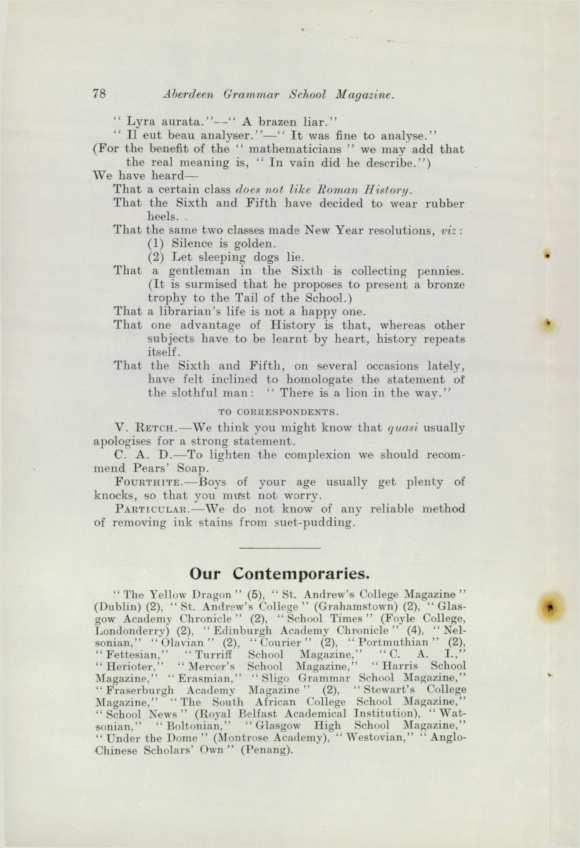 78 Aberdeen Grammar School Magazine.
" Lyra aurata."—" A brazen liar."
" Il eut beau analyser."—" It was fine to analyse."
(For the benefit of the " mathematicians " we may add that
the real meaning is, " In vain did he describe.")
We have heard—
That a certain class does not like Roman History.
That the Sixth and Fifth have decided to wear rubber
heels.
That the same two classes made New Year resolutions, viz:
(1) Silence is golden.
(2) Let sleeping dogs lie.
That a gentleman in the Sixth is collecting pennies.
(It is surmised that he proposes to present a bronze
trophy to the Tail of the School.)
That a librarian's life is not a happy one.
That one advantage of History is that, whereas other
subjects have to be learnt by heart, history repeats
itself.
That the Sixth and Fifth, on several occasions lately,
have felt inclined to homologate the statement of
the slothful man: " There is a lion in the way."
TO CORRESPONDENTS.
V. RETCH.—We think you might know that quasi usually
apologises for a strong statement.
C. A. D.—To lighten the complexion we should recom-
mend Pears' Soap.
FOURTHITE.—Boys of your age usually get plenty of
knocks, so that you must not worry.
PARTICULAR.—We do not know of any reliable method
of removing ink stains from suet-pudding.
Our Contemporaries.
" The Yellow Dragon " (5), " St. Andrew's College Magazine "
(Dublin) (2), " St. Andrew's College " (Grahamstown) (2), " Glas-
gow Academy Chronicle " (2), " School Times " (Foyle College,
Londonderry) (2), " Edinburgh Academy Chronicle " (4), " Nel-
sonian," " Olavian " (2), " Courier " (2), " Portmuthian " (2),
" Fettesian," " Turriff School Magazine," " C. A. I.,"
" Herioter," " Mercer's School Magazine," " Harris School
Magazine," " Erasmian," " Sligo Grammar School Magazine,"
" Fraserburgh Academy Magazine " (2), " Stewart's College
Magazine," " The South African College School Magazine,"
" School News " (Royal Belfast Academical Institution), " Wat-
sonian," " Boltonian," " Glasgow High School Magazine,"
" Under the Dome " (Montrose Academy), " Westovian," " Anglo-
Chinese Scholars' Own " (Penang).